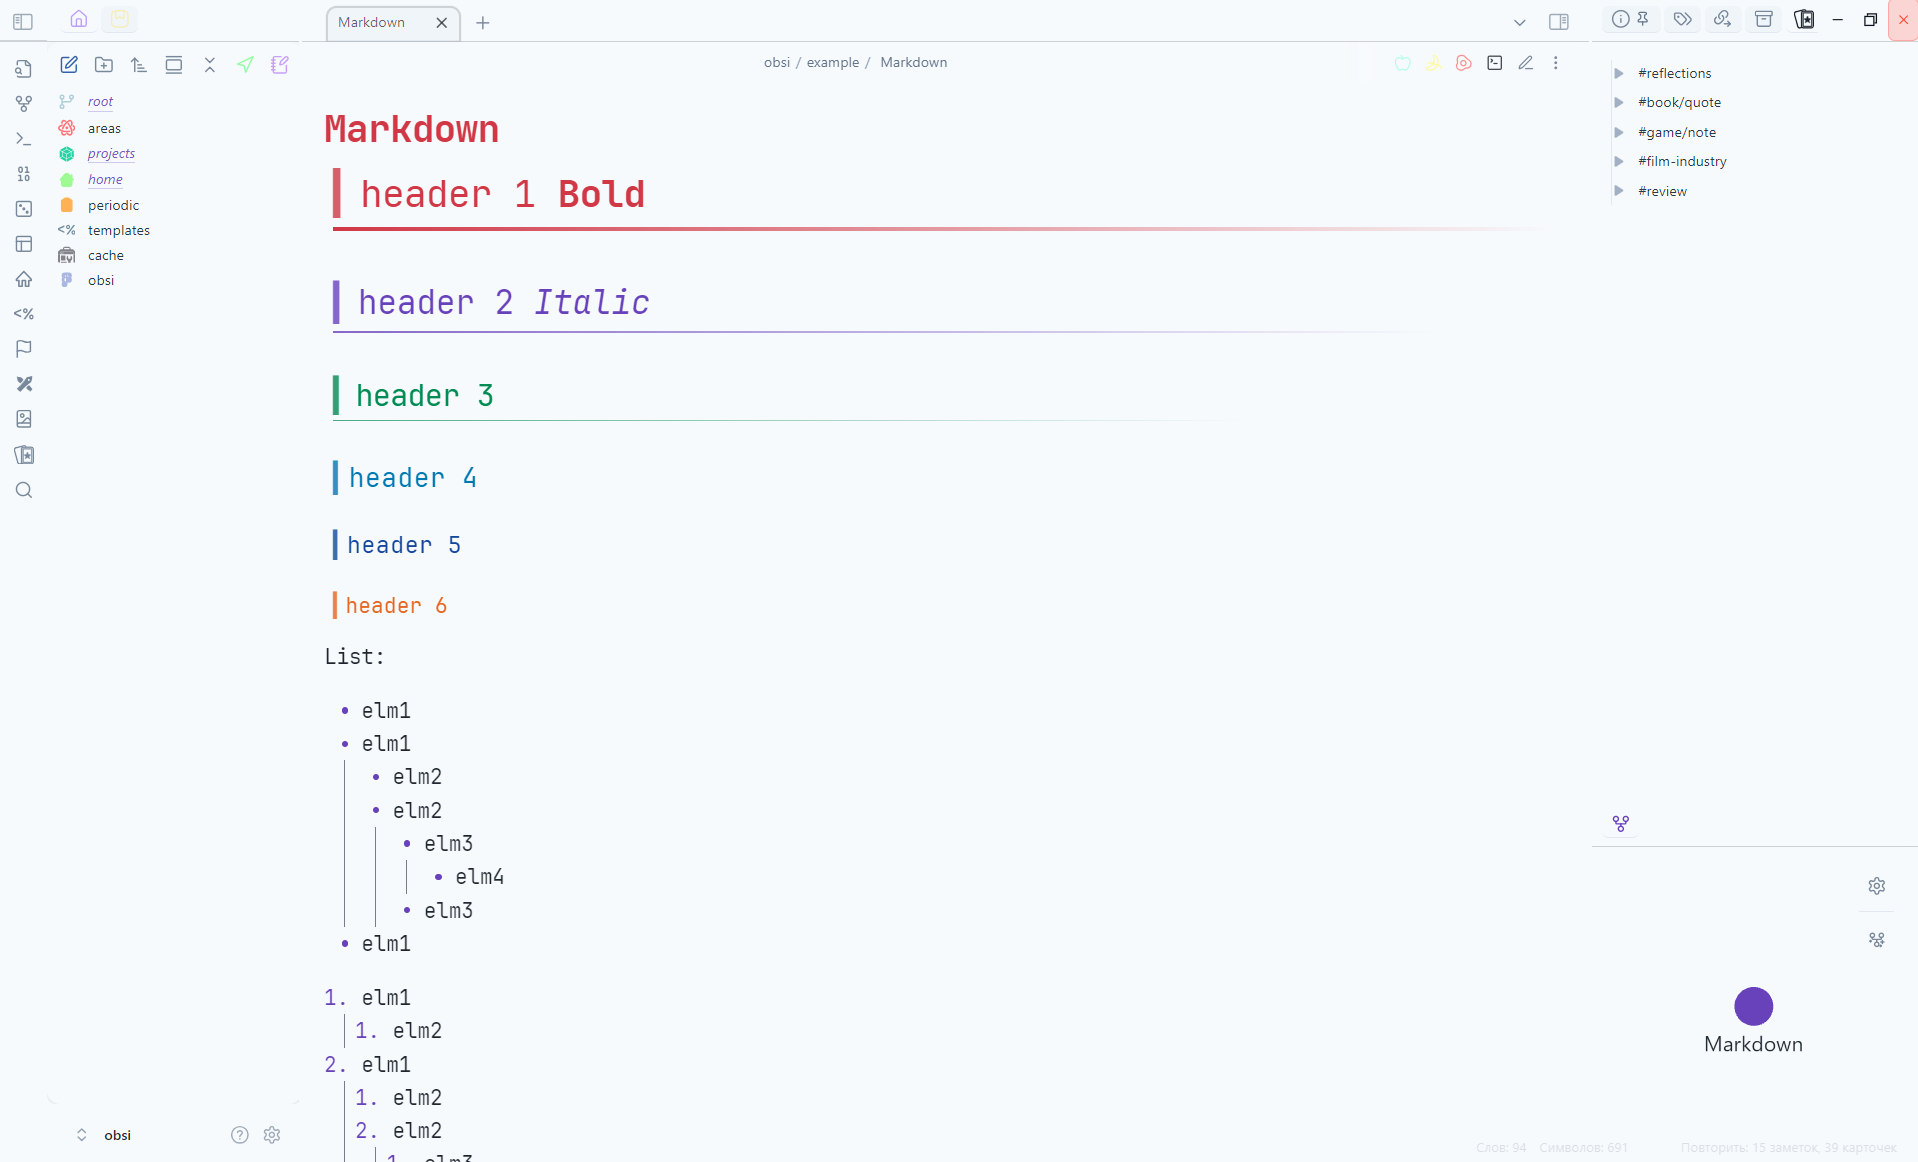 Markdown
obsi / example / Markdown
root
areas
projects
home
periodic
templates
cache
obsi
Markdown
header 1 Bold
header 2 Italic
header 3
header 4
header 5
header 6
List:
• elm1
• elm1
• elm2
• elm2
• elm3
• elm4
• elm3
• elm1
1. elm1
1. elm2
2. elm1
1. elm2
2. elm2
1. elm3
#reflections
#book/quote
#game/note
#film-industry
#review
Markdown
obsi
Слов: 94 Символов: 691 Повторить: 15 заметок, 39 карточек